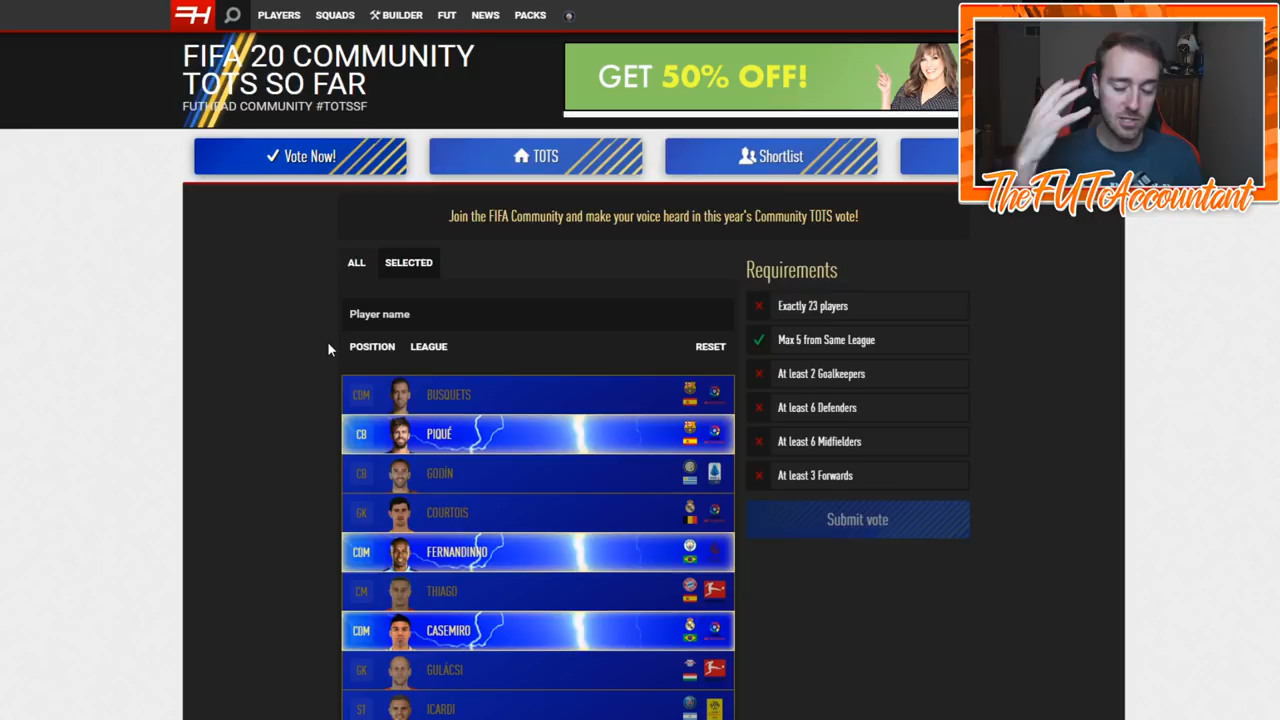 PLAYERS SQUADS BUILDER FUT NEWS PACKS
FIFA 20 COMMUNITY
TOTS SO FAR
FUTHEAD COMMUNITY #TOTSSF
GET 50% OFF!
Vote Now! TOTS Shortlist
TheFUTAccountant
Join the FIFA Community and make your voice heard in this year's Community TOTS vote!
ALL SELECTED
Player name
POSITION LEAGUE RESET
CDM BUSQUETS
CB PIQUÉ
CB GODÍN
GK COURTOIS
CDM FERNANDINHO
CM THIAGO
CDM CASEMIRO
GK GULÁCSI
ST ICARDI
Requirements
Exactly 23 players
Max 5 from Same League
At least 2 Goalkeepers
At least 6 Defenders
At least 6 Midfielders
At least 3 Forwards
Submit vote